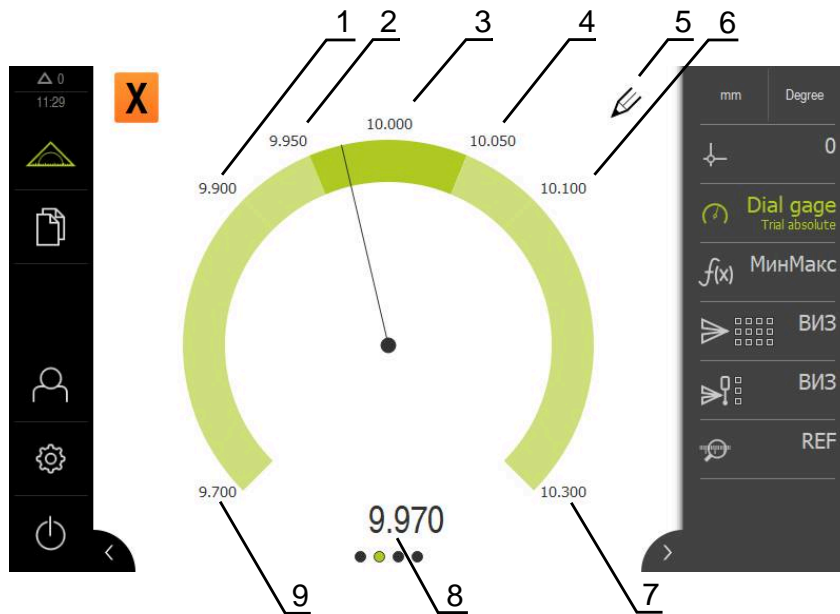 1 2 3 4 5 6
0
11:29
X
mm Degree
0
Dial gage
Trial absolute
f(x) МинМакс
ВИЗ
ВИЗ
REF
10.000
9.950 10.050
9.900 10.100
9.700 10.300
9.970
9 8 7